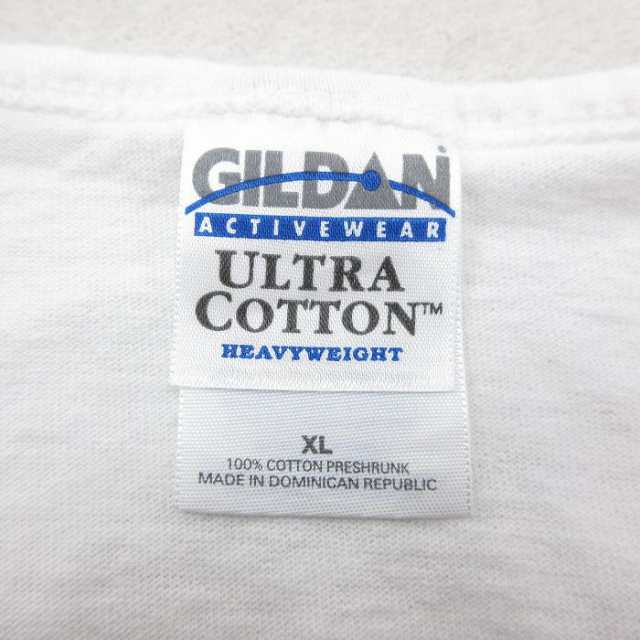 GILDAN
ACTIVEWEAR
ULTRA
COTTON™
HEAVYWEIGHT
XL
100% COTTON PRESHRUNK
MADE IN DOMINICAN REPUBLIC